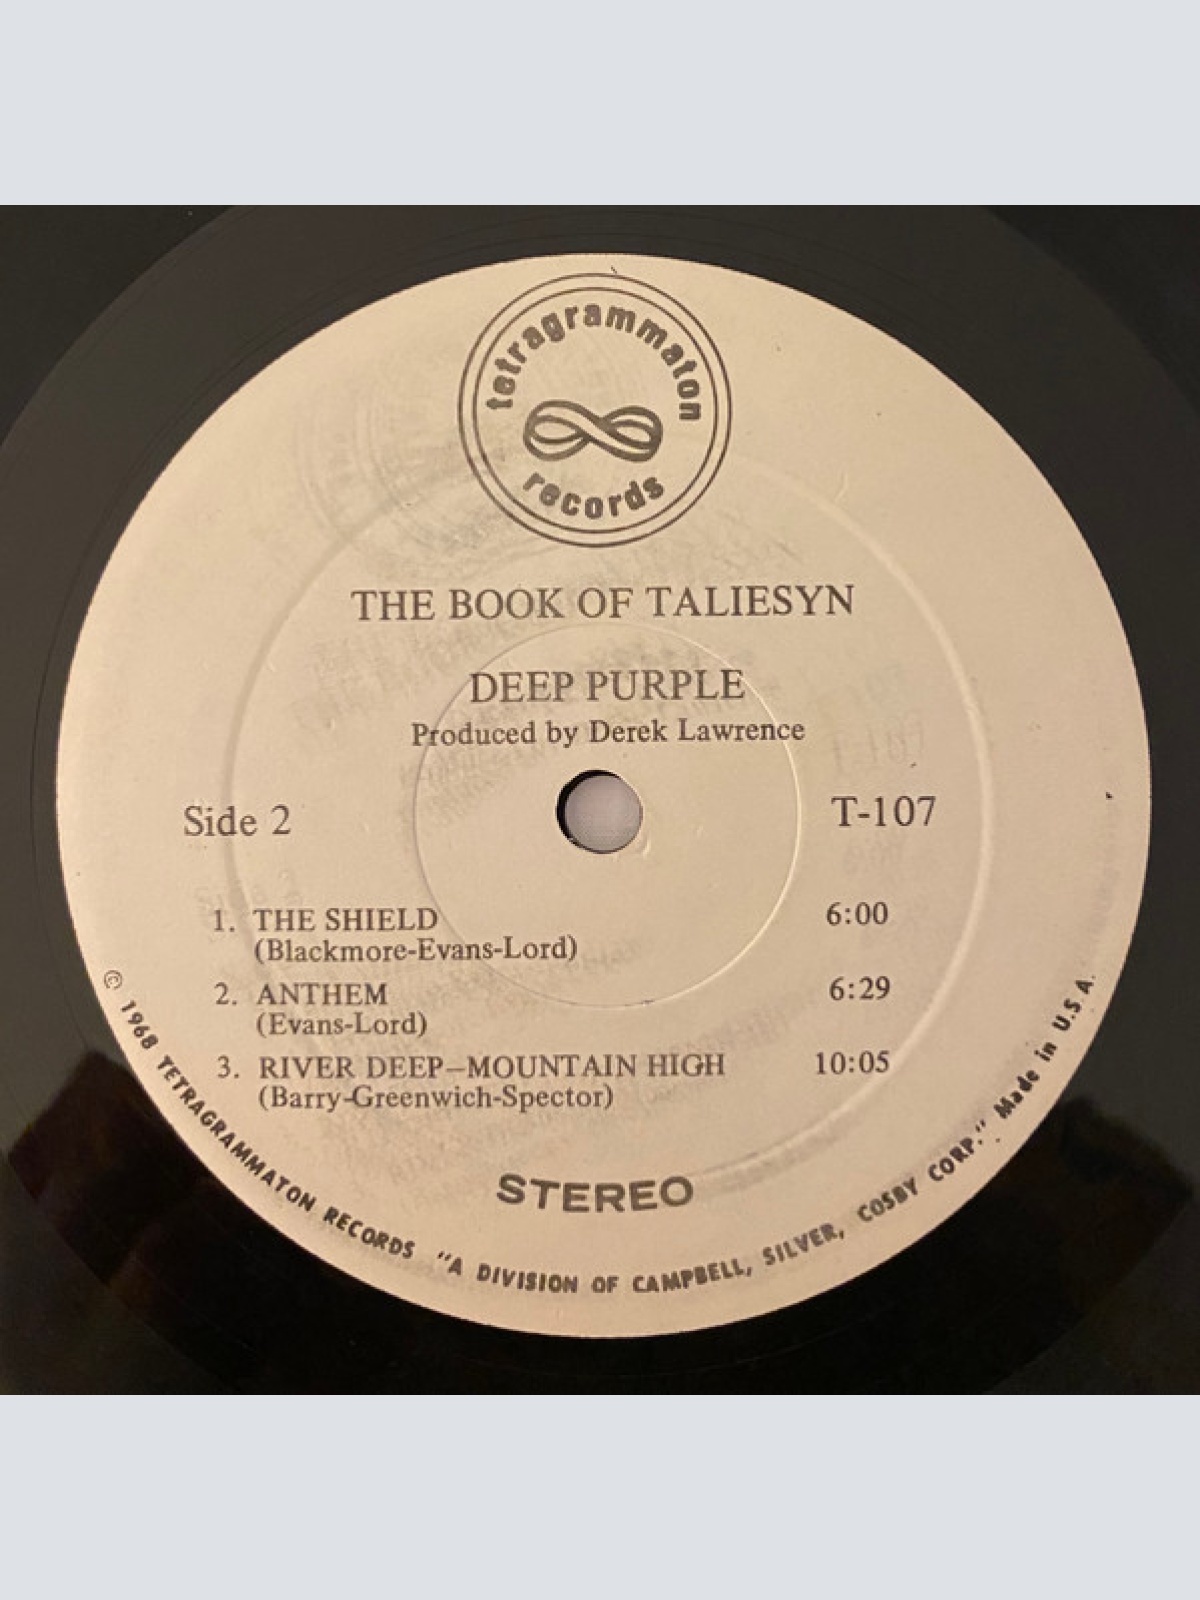 tetragrammaton
records
THE BOOK OF TALIESYN
DEEP PURPLE
Produced by Derek Lawrence
Side 2
T-107
1. THE SHIELD 6:00
(Blackmore-Evans-Lord)
2. ANTHEM 6:29
(Evans-Lord)
3. RIVER DEEP–MOUNTAIN HIGH 10:05
(Barry-Greenwich-Spector)
STEREO
© 1968 TETRAGRAMMATON RECORDS "A DIVISION OF CAMPBELL, SILVER, COSBY CORP." Made in U.S.A.